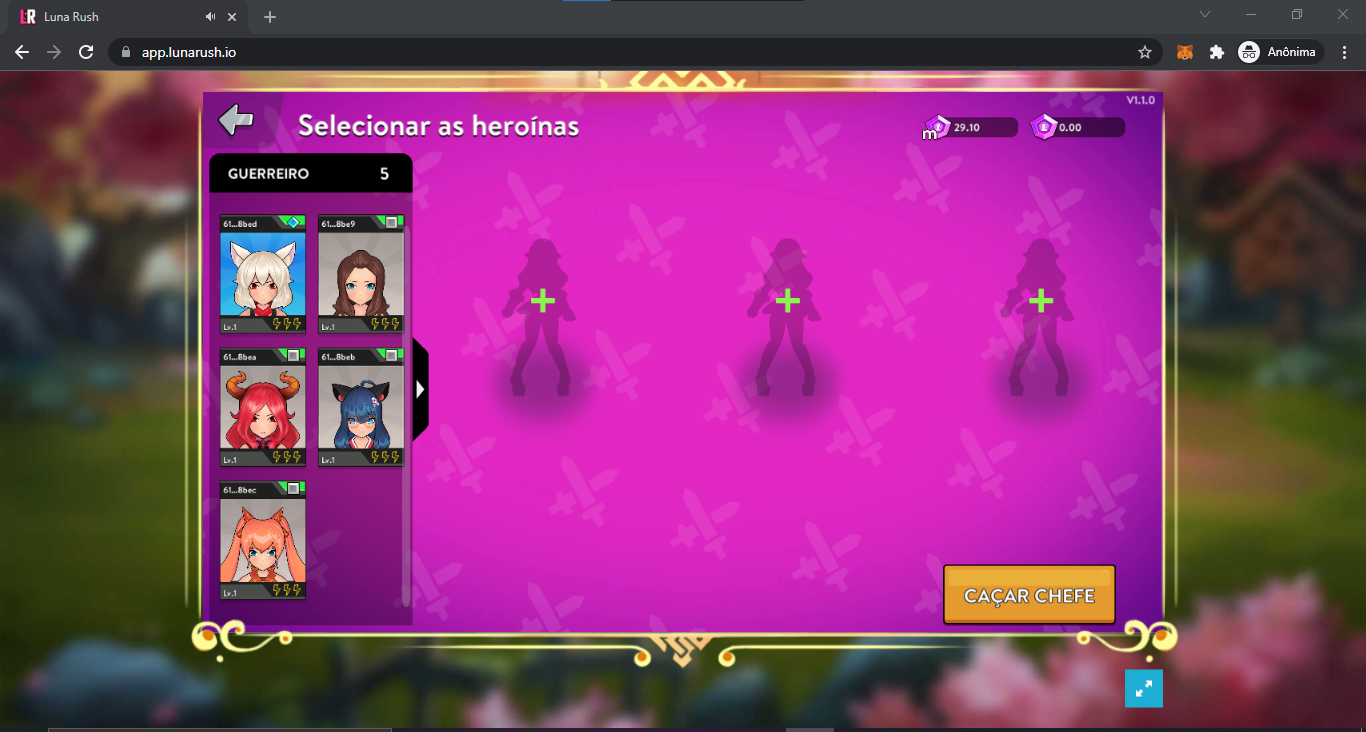 Luna Rush
app.lunarush.io
Anônima
V1.1.0
Selecionar as heroínas
m 29.10
0.00
GUERREIRO 5
61...8bed
61...8be9
Lv.1
Lv.1
61...8bea
61...8beb
Lv.1
Lv.1
61...8bec
Lv.1
CAÇAR CHEFE